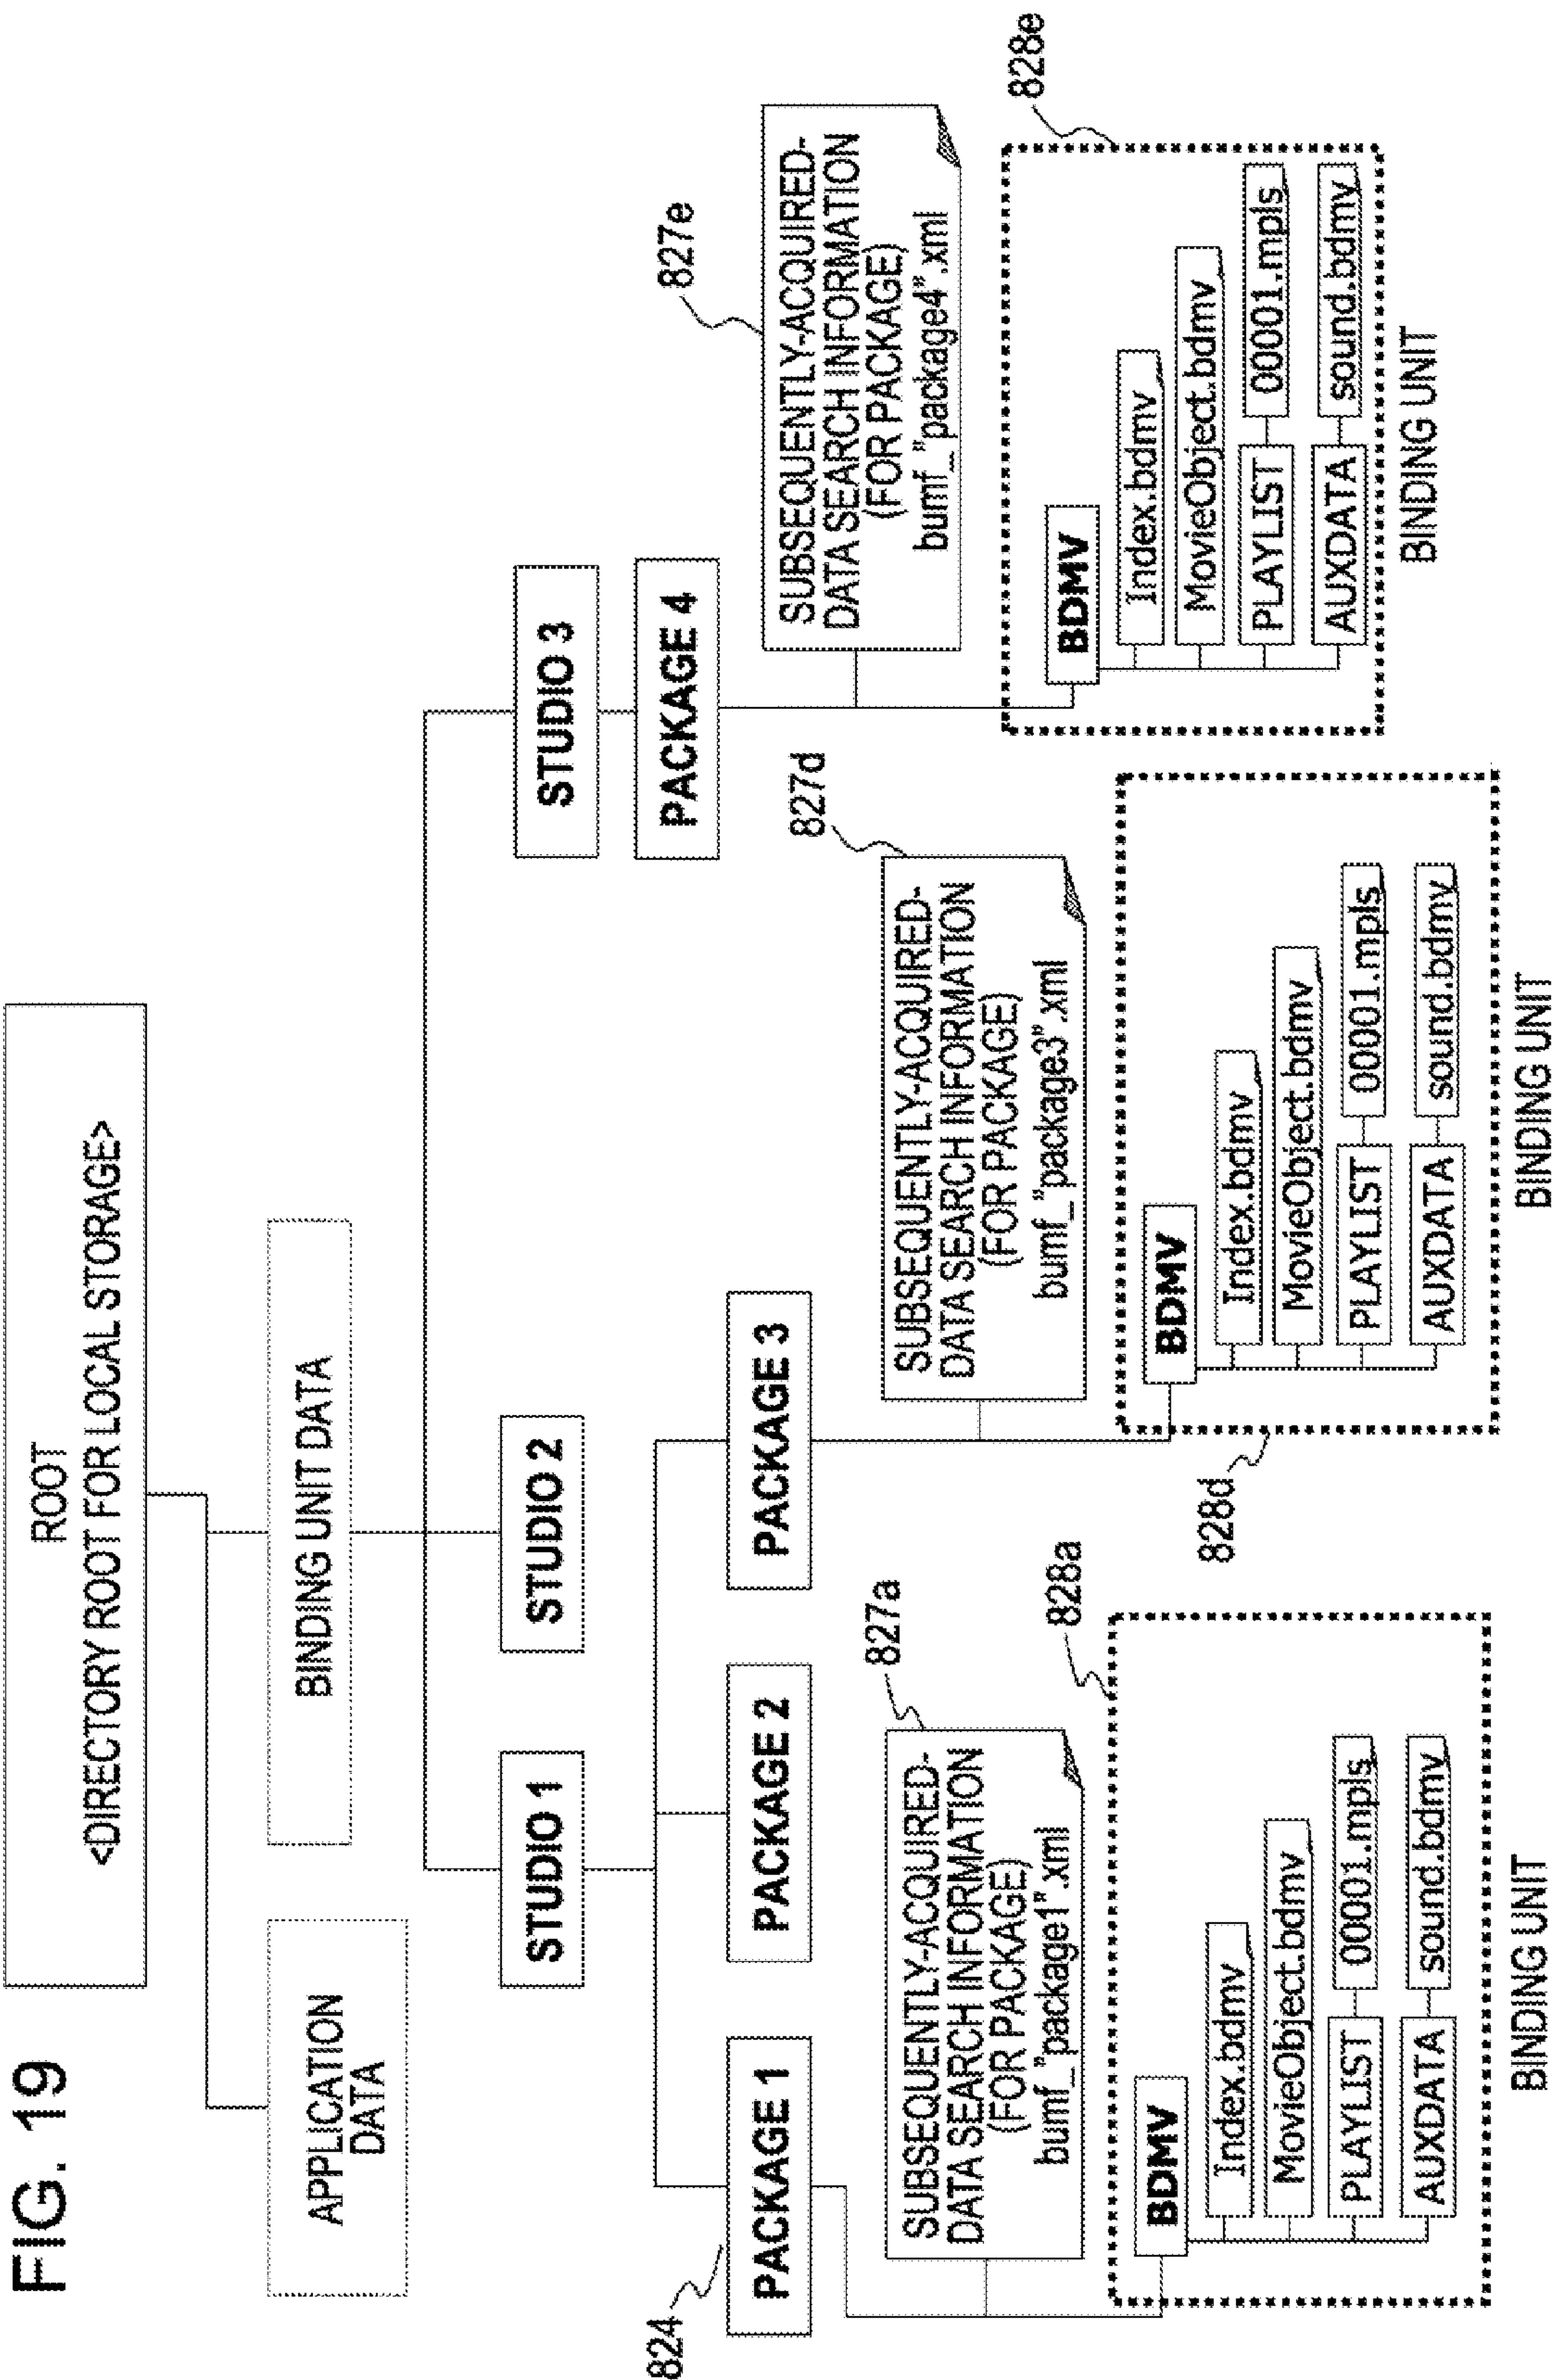 FIG. 19
ROOT
<DIRECTORY ROOT FOR LOCAL STORAGE>
APPLICATION
DATA
BINDING UNIT DATA
STUDIO 1
STUDIO 2
STUDIO 3
824
PACKAGE 1
PACKAGE 2
PACKAGE 3
PACKAGE 4
827a
SUBSEQUENTLY-ACQUIRED-
DATA SEARCH INFORMATION
(FOR PACKAGE)
bumf_"package1".xml
828a
BDMV
Index.bdmv
MovieObject.bdmv
PLAYLIST
00001.mpls
AUXDATA
sound.bdmv
BINDING UNIT
827d
SUBSEQUENTLY-ACQUIRED-
DATA SEARCH INFORMATION
(FOR PACKAGE)
bumf_"package3".xml
828d
BDMV
Index.bdmv
MovieObject.bdmv
PLAYLIST
00001.mpls
AUXDATA
sound.bdmv
BINDING UNIT
827e
SUBSEQUENTLY-ACQUIRED-
DATA SEARCH INFORMATION
(FOR PACKAGE)
bumf_"package4".xml
828e
BDMV
Index.bdmv
MovieObject.bdmv
PLAYLIST
00001.mpls
AUXDATA
sound.bdmv
BINDING UNIT